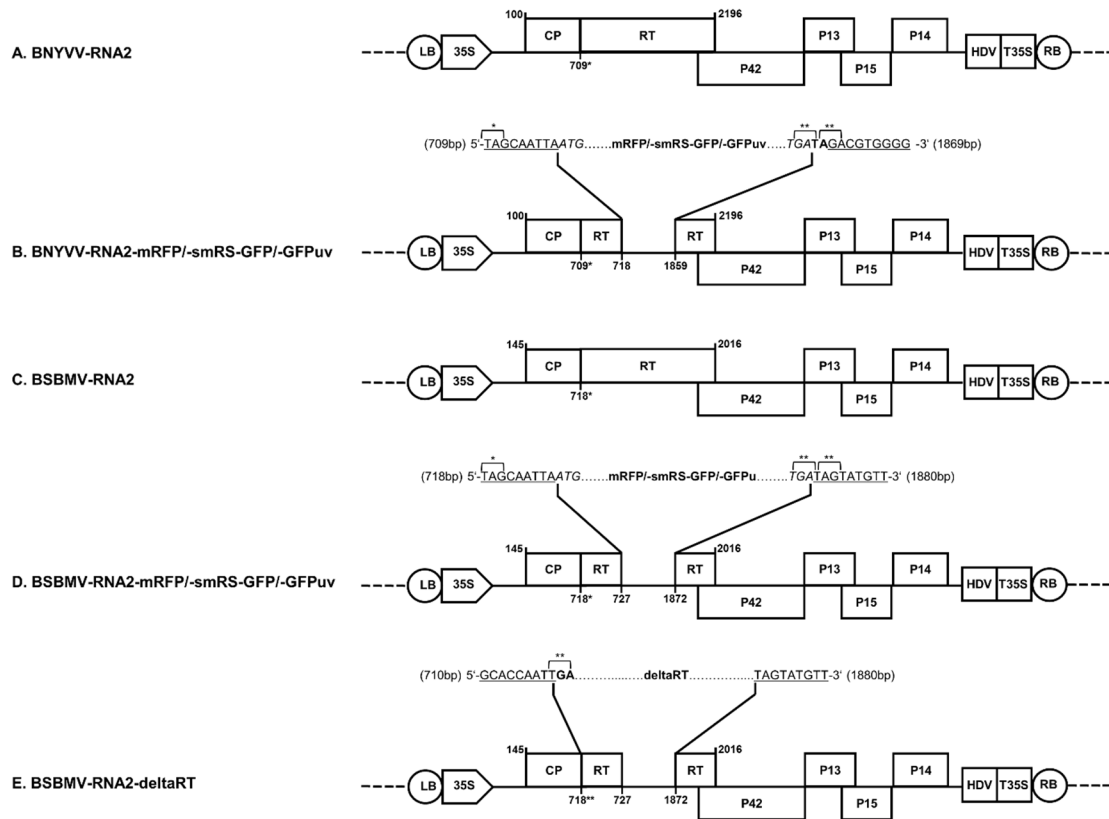 100 2196
A. BNYVV-RNA2 LB 35S CP RT P13 P14 HDV T35S RB
709* P42 P15
* ** **
(709bp) 5'-TAGCAATTAATG.......mRFP/-smRS-GFP/-GFPuv.....TGATAGACGTGGGG -3' (1869bp)
100 2196
B. BNYVV-RNA2-mRFP/-smRS-GFP/-GFPuv LB 35S CP RT RT P13 P14 HDV T35S RB
709* 718 1859 P42 P15
145 2016
C. BSBMV-RNA2 LB 35S CP RT P13 P14 HDV T35S RB
718* P42 P15
* ** **
(718bp) 5'-TAGCAATTAATG.......mRFP/-smRS-GFP/-GFPu.......TGATAGTATGTT-3' (1880bp)
145 2016
D. BSBMV-RNA2-mRFP/-smRS-GFP/-GFPuv LB 35S CP RT RT P13 P14 HDV T35S RB
718* 727 1872 P42 P15
**
(710bp) 5'-GCACCAATTGA.................deltaRT................TAGTATGTT-3' (1880bp)
145 2016
E. BSBMV-RNA2-deltaRT LB 35S CP RT RT P13 P14 HDV T35S RB
718** 727 1872 P42 P15